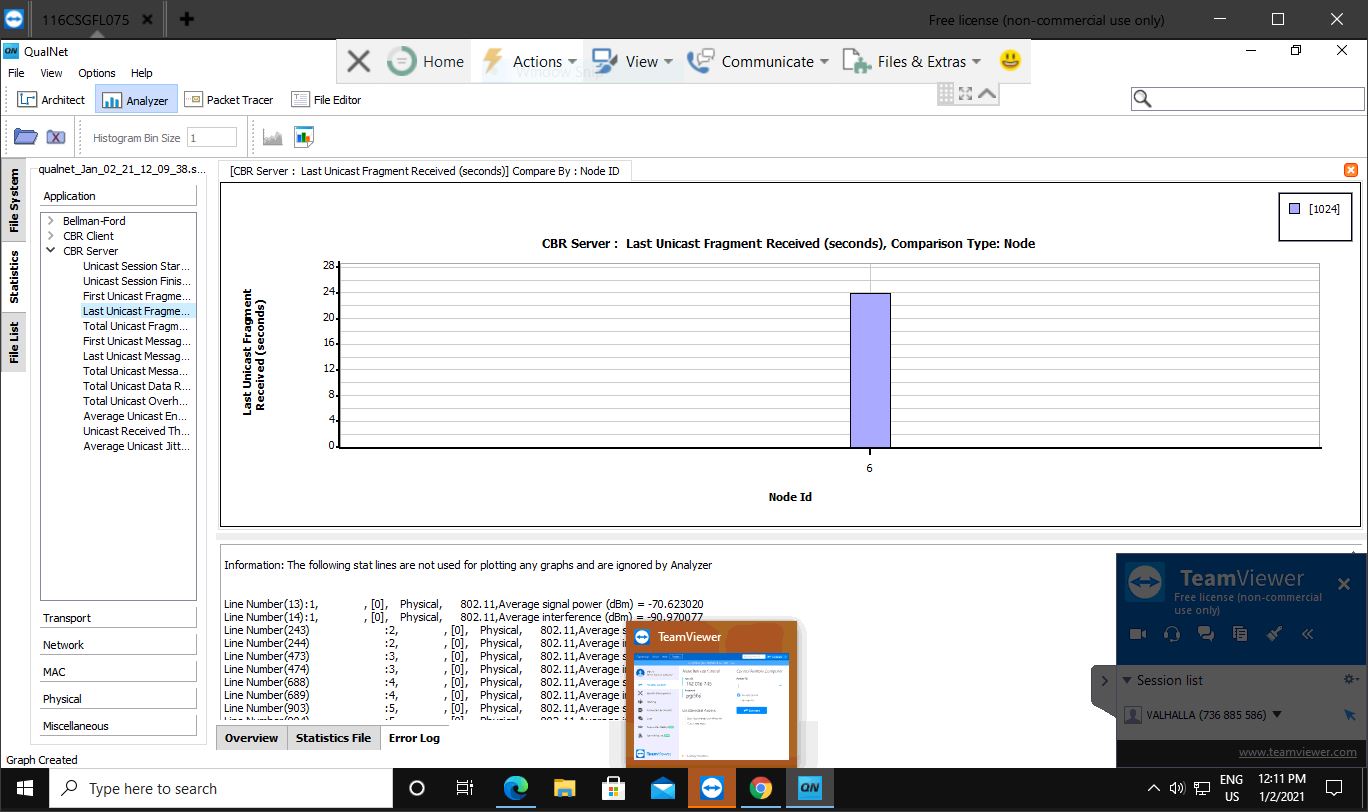 116CSGFL075
Free license (non-commercial use only)
QN QualNet
File View Options Help
Home Actions View Communicate Files & Extras
Architect Analyzer Packet Tracer File Editor
Histogram Bin Size 1
File System
Statistics
File List
qualnet_Jan_02_21_12_09_38.s...
Application
Bellman-Ford
CBR Client
CBR Server
Unicast Session Star...
Unicast Session Finis...
First Unicast Fragme...
Last Unicast Fragme...
Total Unicast Fragm...
First Unicast Messag...
Last Unicast Messag...
Total Unicast Messa...
Total Unicast Data R...
Total Unicast Overh...
Average Unicast En...
Unicast Received Th...
Average Unicast Jitt...
Transport
Network
MAC
Physical
Miscellaneous
Graph Created
[CBR Server : Last Unicast Fragment Received (seconds)] Compare By : Node ID
[1024]
CBR Server : Last Unicast Fragment Received (seconds), Comparison Type: Node
Last Unicast Fragment
Received (seconds)
28
24
20
16
12
8
4
0
6
Node Id
Information: The following stat lines are not used for plotting any graphs and are ignored by Analyzer
Line Number(13):1, , [0], Physical, 802.11,Average signal power (dBm) = -70.623020
Line Number(14):1, , [0], Physical, 802.11,Average interference (dBm) = -90.970077
Line Number(243) :2, , [0], Physical, 802.11,Average s
Line Number(244) :2, , [0], Physical, 802.11,Average i
Line Number(473) :3, , [0], Physical, 802.11,Average s
Line Number(474) :3, , [0], Physical, 802.11,Average i
Line Number(688) :4, , [0], Physical, 802.11,Average s
Line Number(689) :4, , [0], Physical, 802.11,Average i
Line Number(903) :5, , [0], Physical, 802.11,Average s
Overview Statistics File Error Log
TeamViewer
TeamViewer
TeamViewer
Free license (non-commercial
use only)
Session list
VALHALLA (736 885 586)
www.teamviewer.com
Type here to search
QN
ENG
US
12:11 PM
1/2/2021